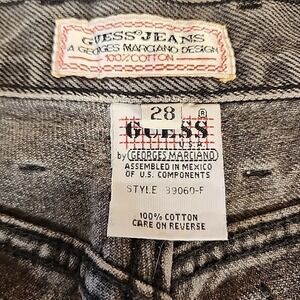 GUESS? JEANS
A GEORGES MARCIANO DESIGN
100% COTTON
28
GUESS ®
U.S.A.
by GEORGES MARCIANO
ASSEMBLED IN MEXICO
OF U.S. COMPONENTS
STYLE 39060-F
100% COTTON
CARE ON REVERSE